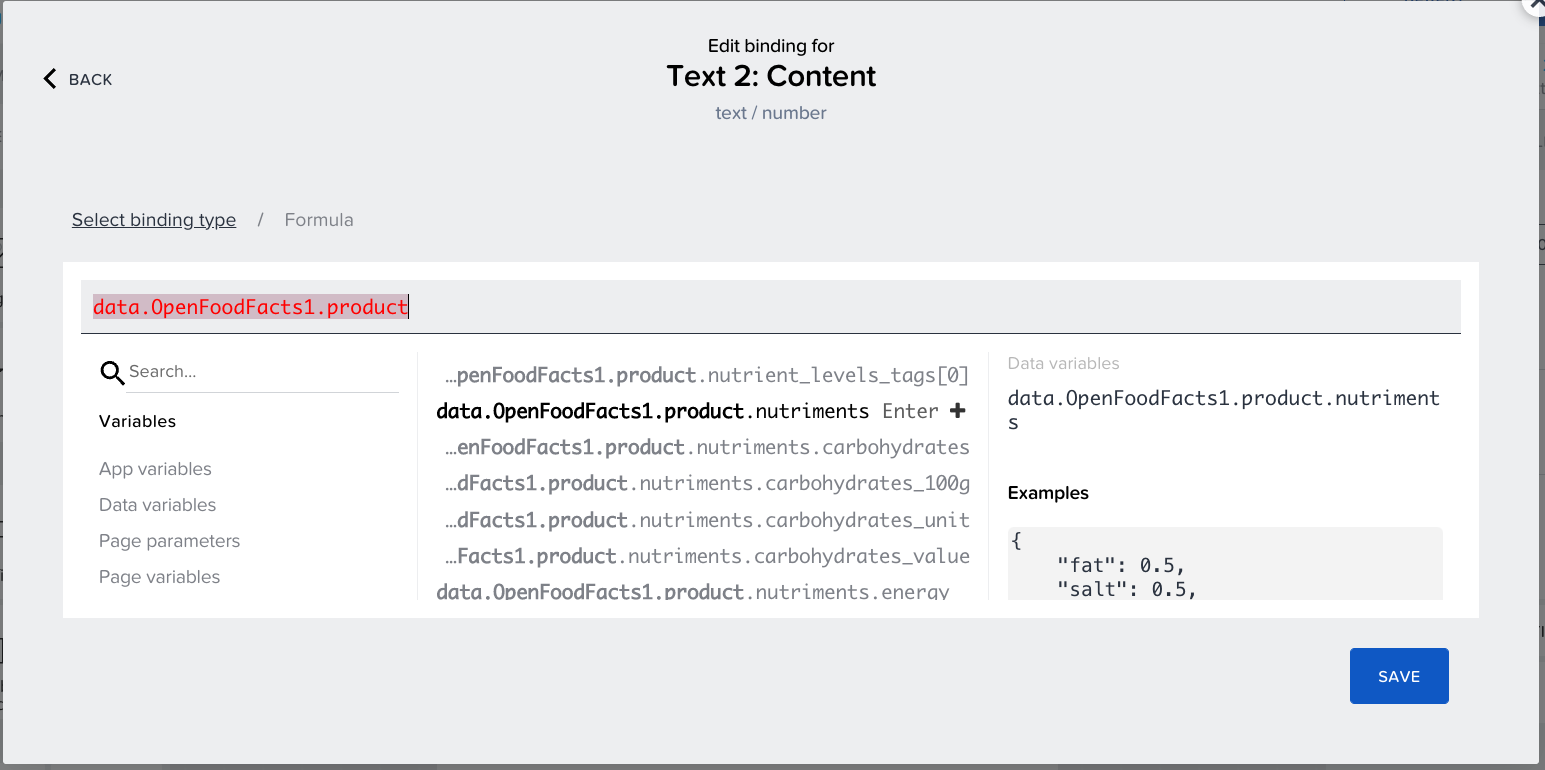 Edit binding for
BACK
Text 2: Content
text / number
Select binding type / Formula
data.OpenFoodFacts1.product
Search...
Variables
App variables
Data variables
Page parameters
Page variables
…penFoodFacts1.product.nutrient_levels_tags[0]
data.OpenFoodFacts1.product.nutriments Enter +
…enFoodFacts1.product.nutriments.carbohydrates
…dFacts1.product.nutriments.carbohydrates_100g
…dFacts1.product.nutriments.carbohydrates_unit
…Facts1.product.nutriments.carbohydrates_value
data.OpenFoodFacts1.product.nutriments.energy
Data variables
data.OpenFoodFacts1.product.nutriment
s
Examples
{
"fat": 0.5,
"salt": 0.5,
SAVE